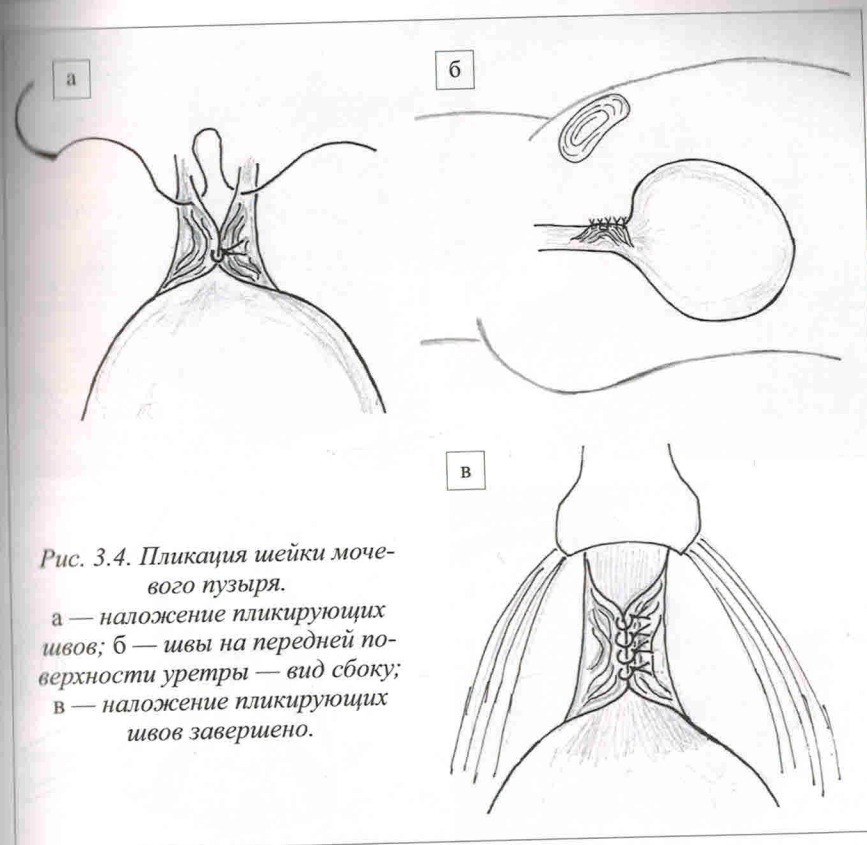 а
б
в
Рис. 3.4. Пликация шейки моче-
вого пузыря.
а — наложение пликирующих
швов; б — швы на передней по-
верхности уретры — вид сбоку;
в — наложение пликирующих
швов завершено.